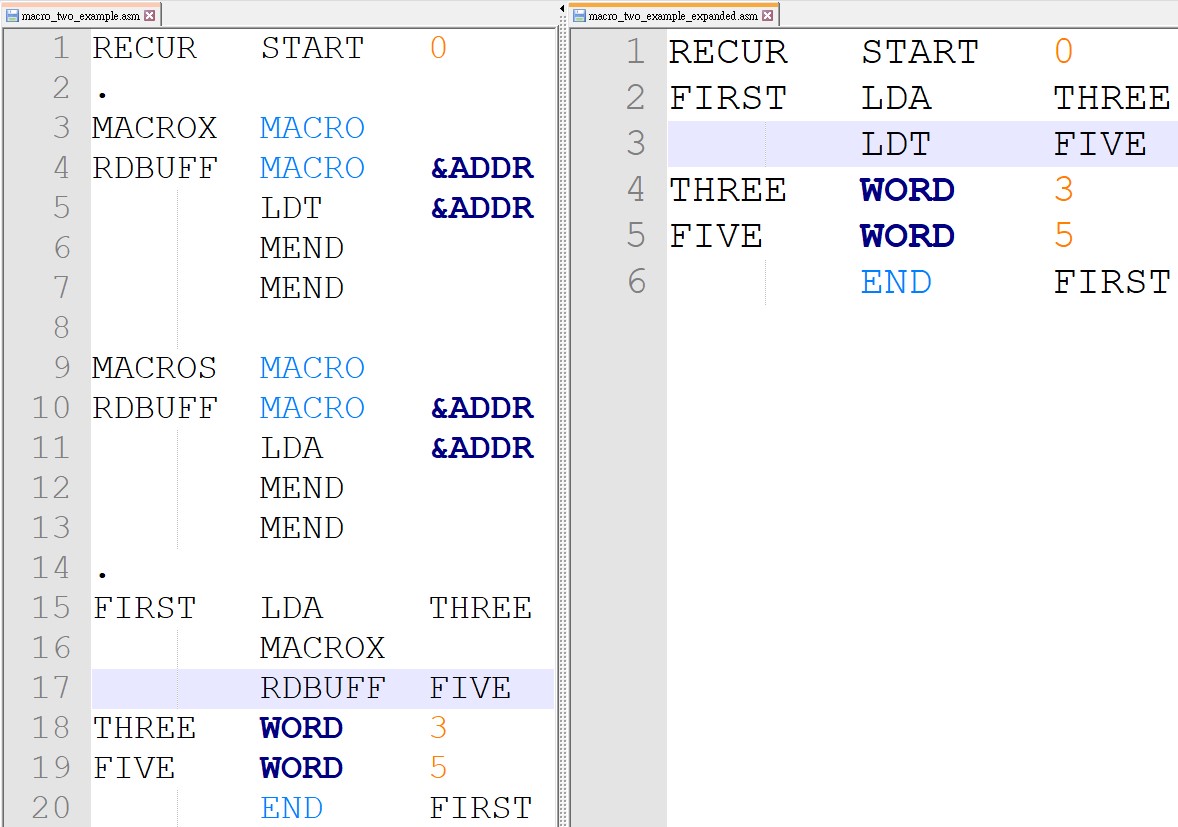 macro_two_example.asm
1 RECUR START 0
2 .
3 MACROX MACRO
4 RDBUFF MACRO &ADDR
5 LDT &ADDR
6 MEND
7 MEND
8
9 MACROS MACRO
10 RDBUFF MACRO &ADDR
11 LDA &ADDR
12 MEND
13 MEND
14 .
15 FIRST LDA THREE
16 MACROX
17 RDBUFF FIVE
18 THREE WORD 3
19 FIVE WORD 5
20 END FIRST
macro_two_example_expanded.asm
1 RECUR START 0
2 FIRST LDA THREE
3 LDT FIVE
4 THREE WORD 3
5 FIVE WORD 5
6 END FIRST